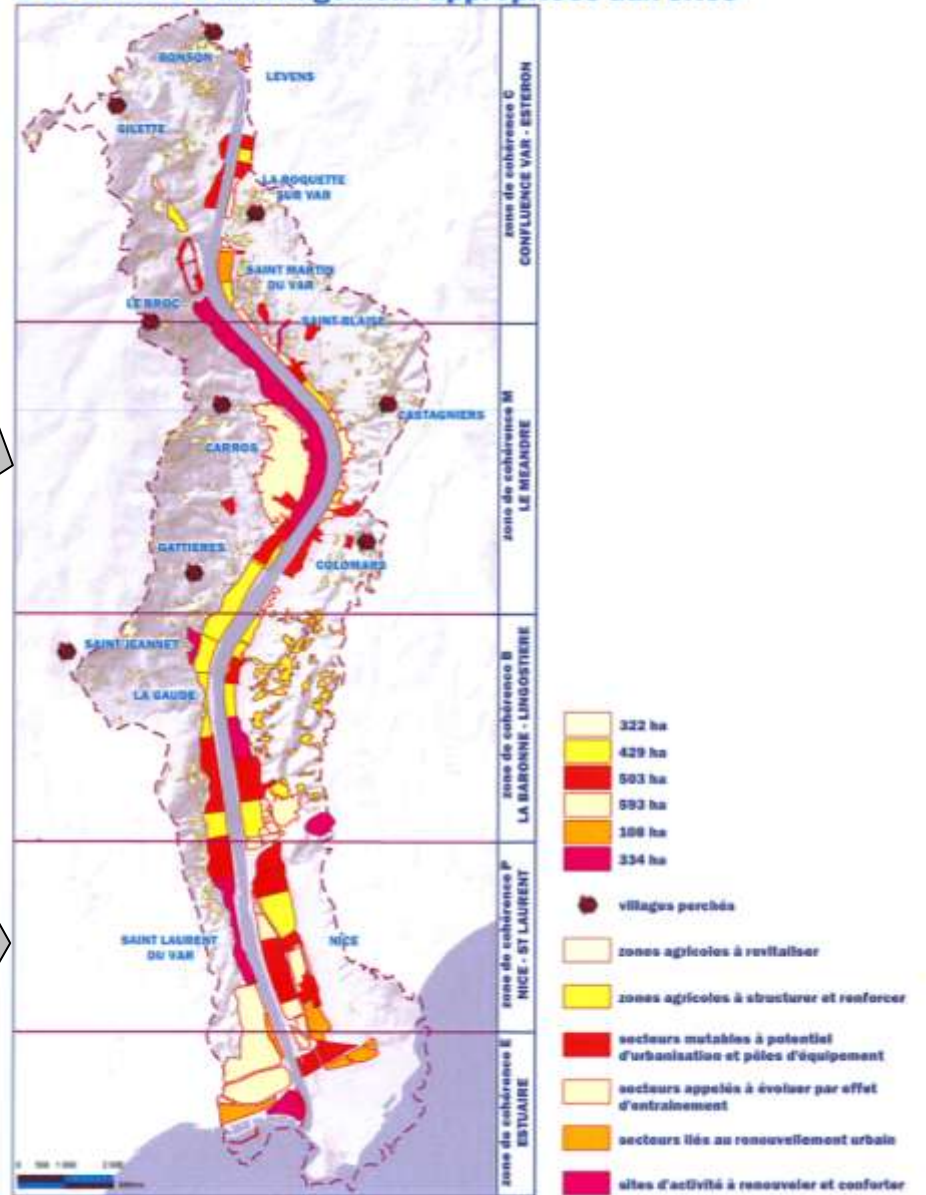 BONSON
LEVENS
GILETTE
LA ROQUETTE
SUR VAR
SAINT MARTIN
DU VAR
LE BROC
SAINT BLAISE
CASTAGNIERS
CARROS
GATTIERES
COLOMARS
SAINT JEANNET
LA GAUDE
SAINT LAURENT
DU VAR
NICE
zone de cohérence C
CONFLUENCE VAR - ESTERON
zone de cohérence M
LE MEANDRE
zone de cohérence B
LA BARONNE - LINGOSTIERE
zone de cohérence P
NICE - ST LAURENT
zone de cohérence E
ESTUAIRE
322 ha
429 ha
503 ha
593 ha
108 ha
334 ha
villages perchés
zones agricoles à revitaliser
zones agricoles à structurer et renforcer
secteurs mutables à potentiel
d'urbanisation et pôles d'équipement
secteurs appelés à évoluer par effet
d'entraînement
secteurs liés au renouvellement urbain
sites d'activité à renouveler et conforter
0 500 1 000